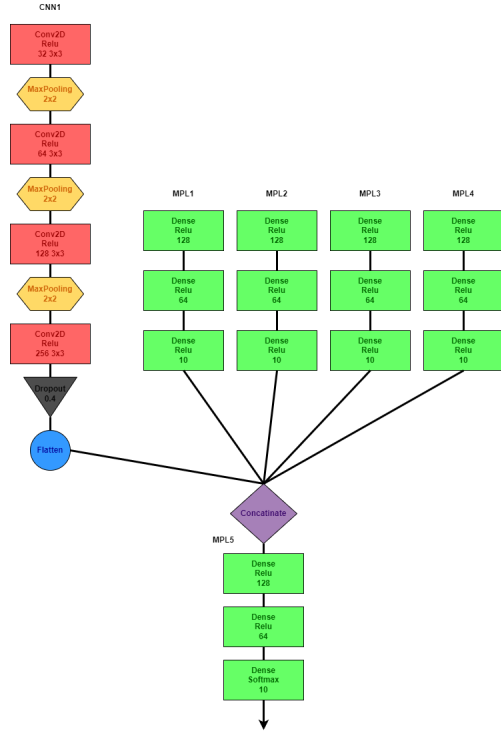 CNN1
Conv2D
Relu
32 3x3
MaxPooling
2x2
Conv2D
Relu
64 3x3
MaxPooling
2x2
Conv2D
Relu
128 3x3
MaxPooling
2x2
Conv2D
Relu
256 3x3
Dropout
0.4
Flatten
MPL1
Dense
Relu
128
Dense
Relu
64
Dense
Relu
10
MPL2
Dense
Relu
128
Dense
Relu
64
Dense
Relu
10
MPL3
Dense
Relu
128
Dense
Relu
64
Dense
Relu
10
MPL4
Dense
Relu
128
Dense
Relu
64
Dense
Relu
10
Concatinate
MPL5
Dense
Relu
128
Dense
Relu
64
Dense
Softmax
10